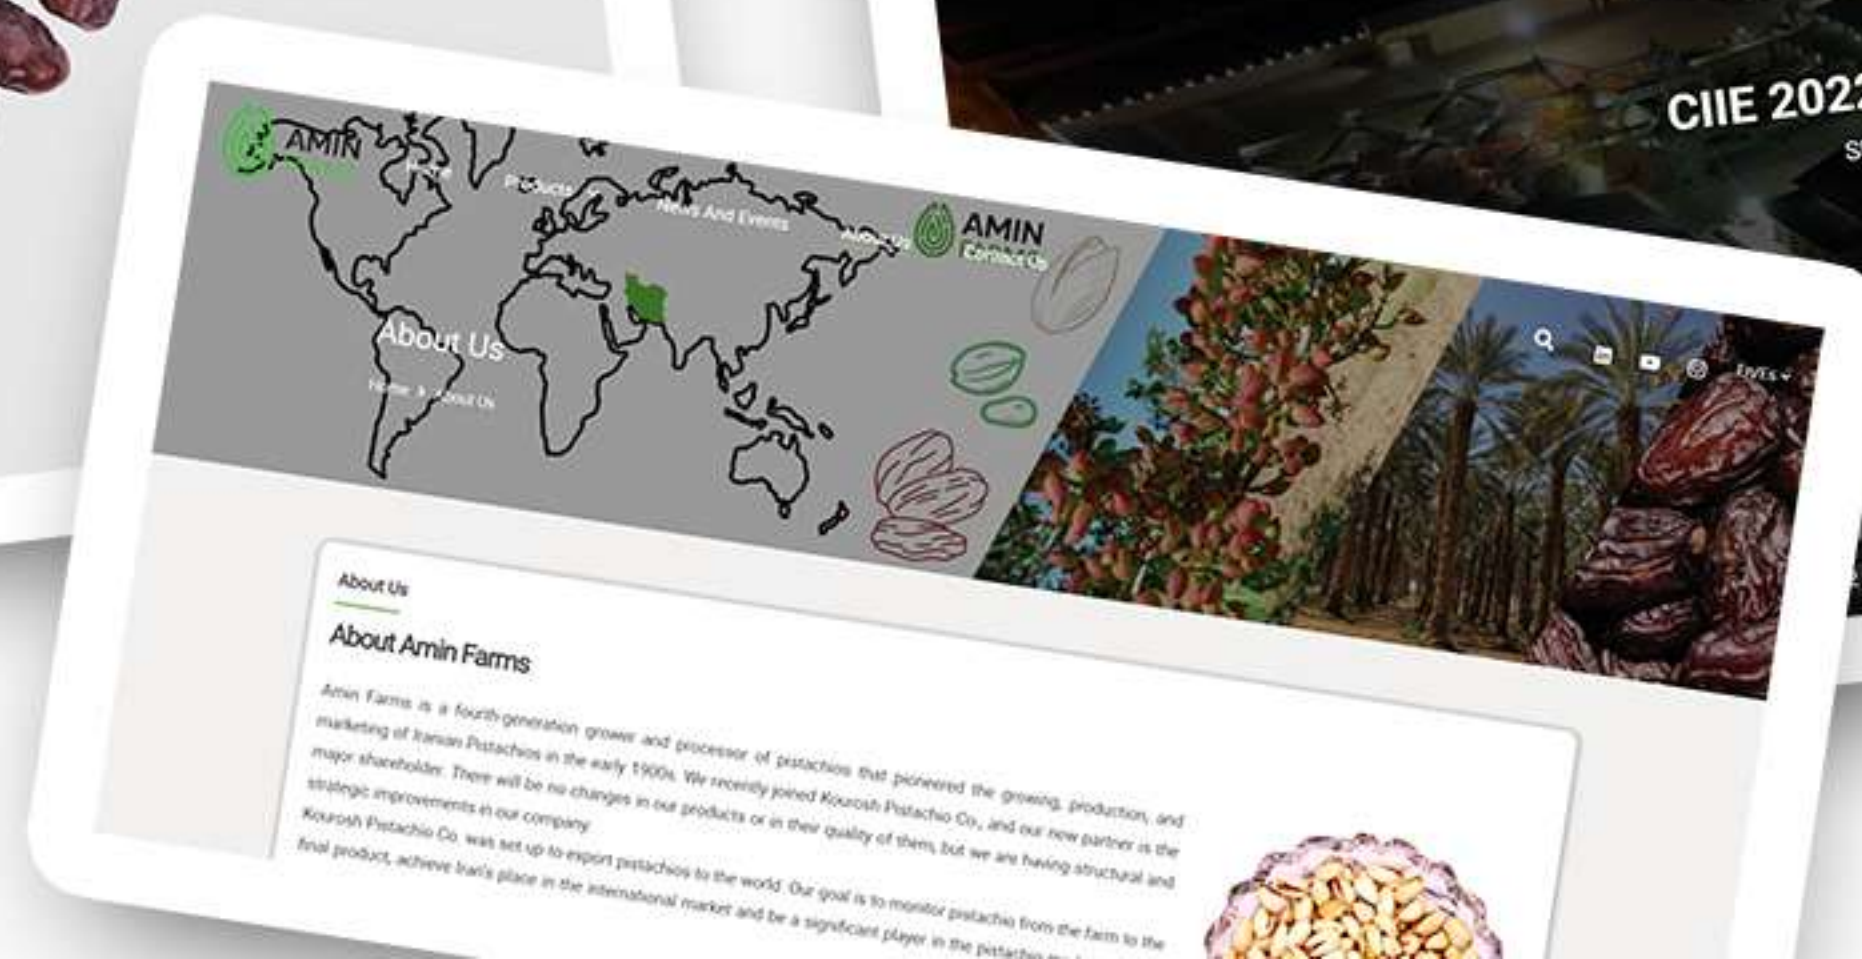 CIIE 2022
AMIN
Home
Products
News And Events
About Us
AMIN
Contact Us
About Us
Home > About Us
About Us
About Amin Farms
Amin Farms is a fourth-generation grower and processor of pistachios that pioneered the growing, production, and
marketing of Iranian Pistachios in the early 1900s. We recently joined Kourosh Pistachio Co., and our new partner is the
major shareholder. There will be no changes in our products or in their quality of them, but we are having structural and
strategic improvements in our company.
Kourosh Pistachio Co. was set up to export pistachios to the world. Our goal is to monitor pistachio from the farm to the
final product, achieve Iran's place in the international market and be a significant player in the pistachio